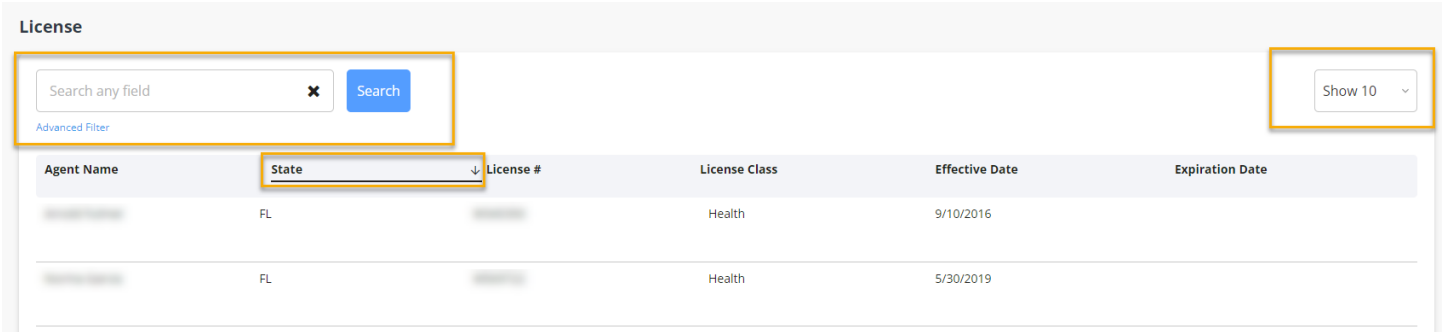 License
Search any field Search Show 10
Advanced Filter
Agent Name State License # License Class Effective Date Expiration Date
FL Health 9/10/2016
FL Health 5/30/2019